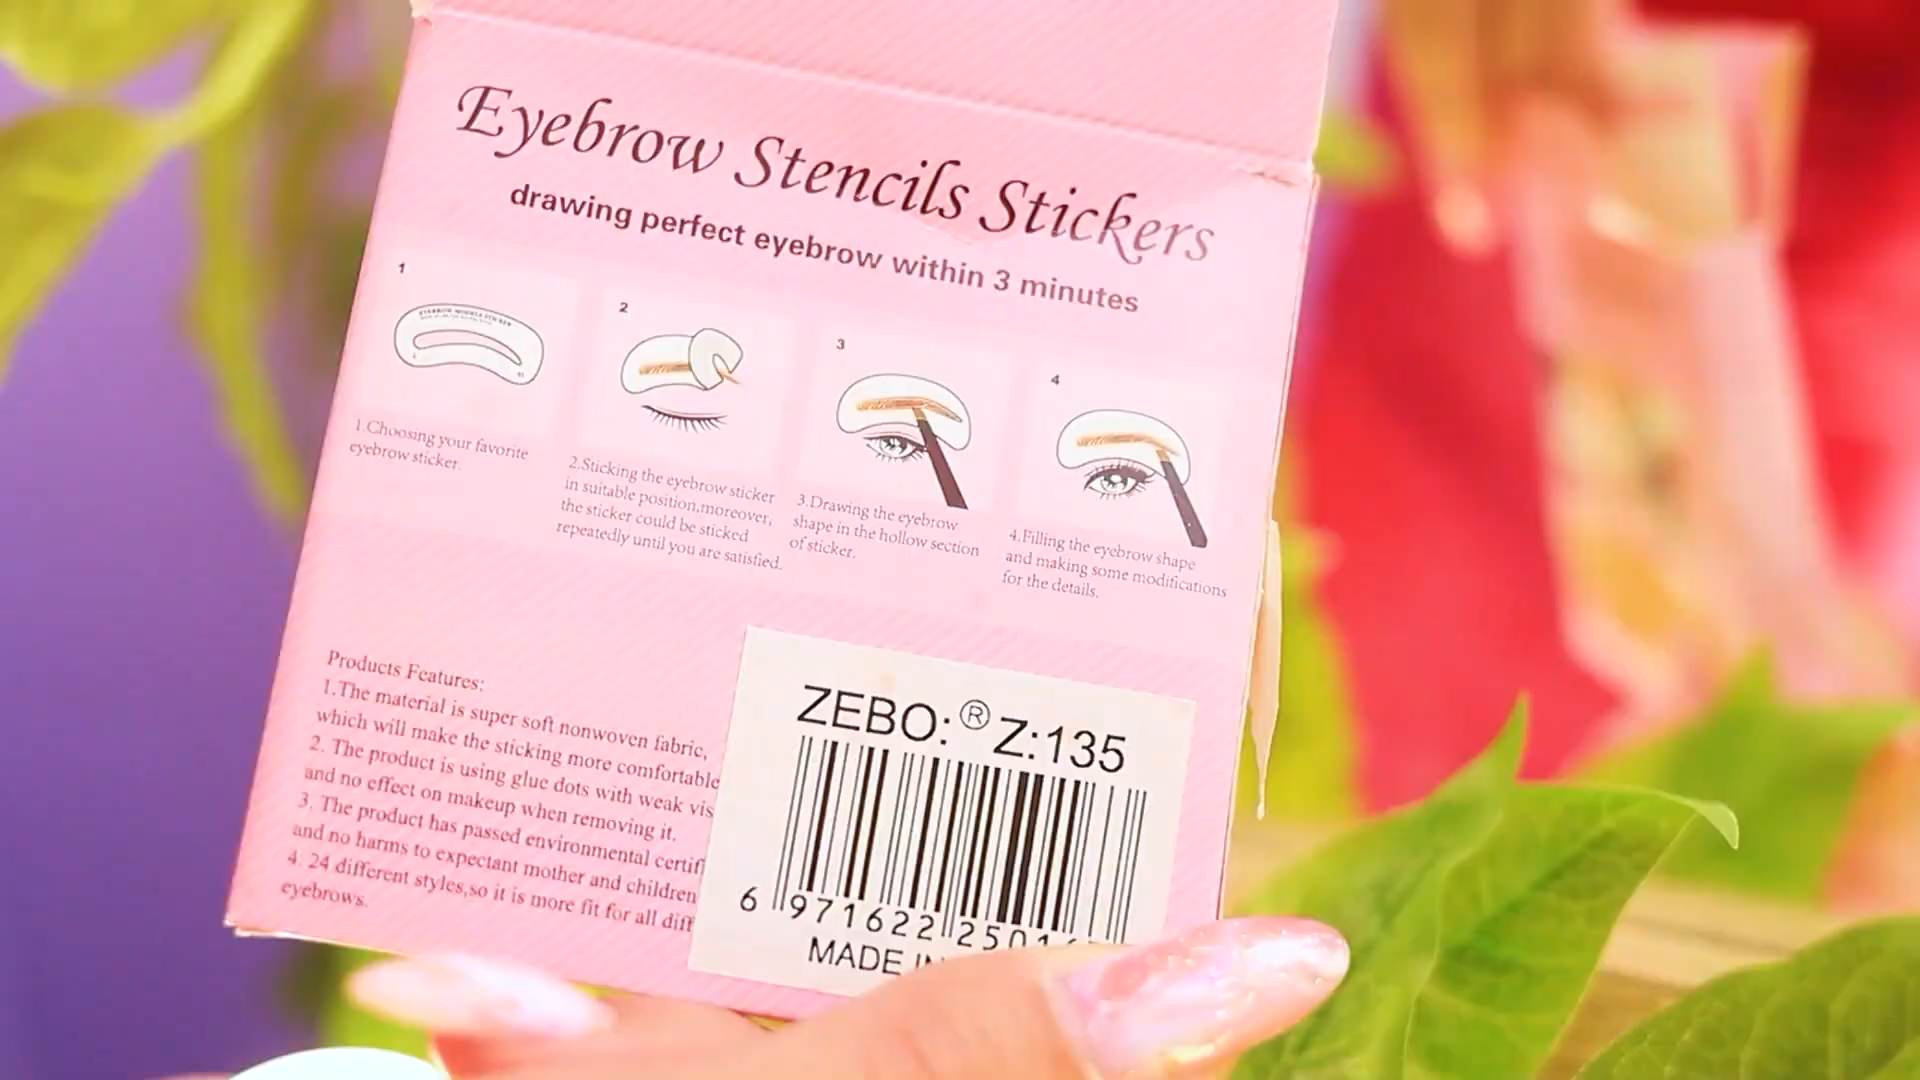 Eyebrow Stencils Stickers
drawing perfect eyebrow within 3 minutes
1
2
3
4
1.Choosing your favorite
eyebrow sticker.
2.Sticking the eyebrow sticker
in suitable position,moreover,
the sticker could be sticked
repeatedly until you are satisfied.
3.Drawing the eyebrow
shape in the hollow section
of sticker.
4.Filling the eyebrow shape
and making some modifications
for the details.
Products Features:
1.The material is super soft nonwoven fabric,
which will make the sticking more comfortable
2. The product is using glue dots with weak vis
and no effect on makeup when removing it.
3. The product has passed environmental certif
and no harms to expectant mother and children
4. 24 different styles,so it is more fit for all diff
eyebrows.
ZEBO:® Z:135
6 971622 2501
MADE IN